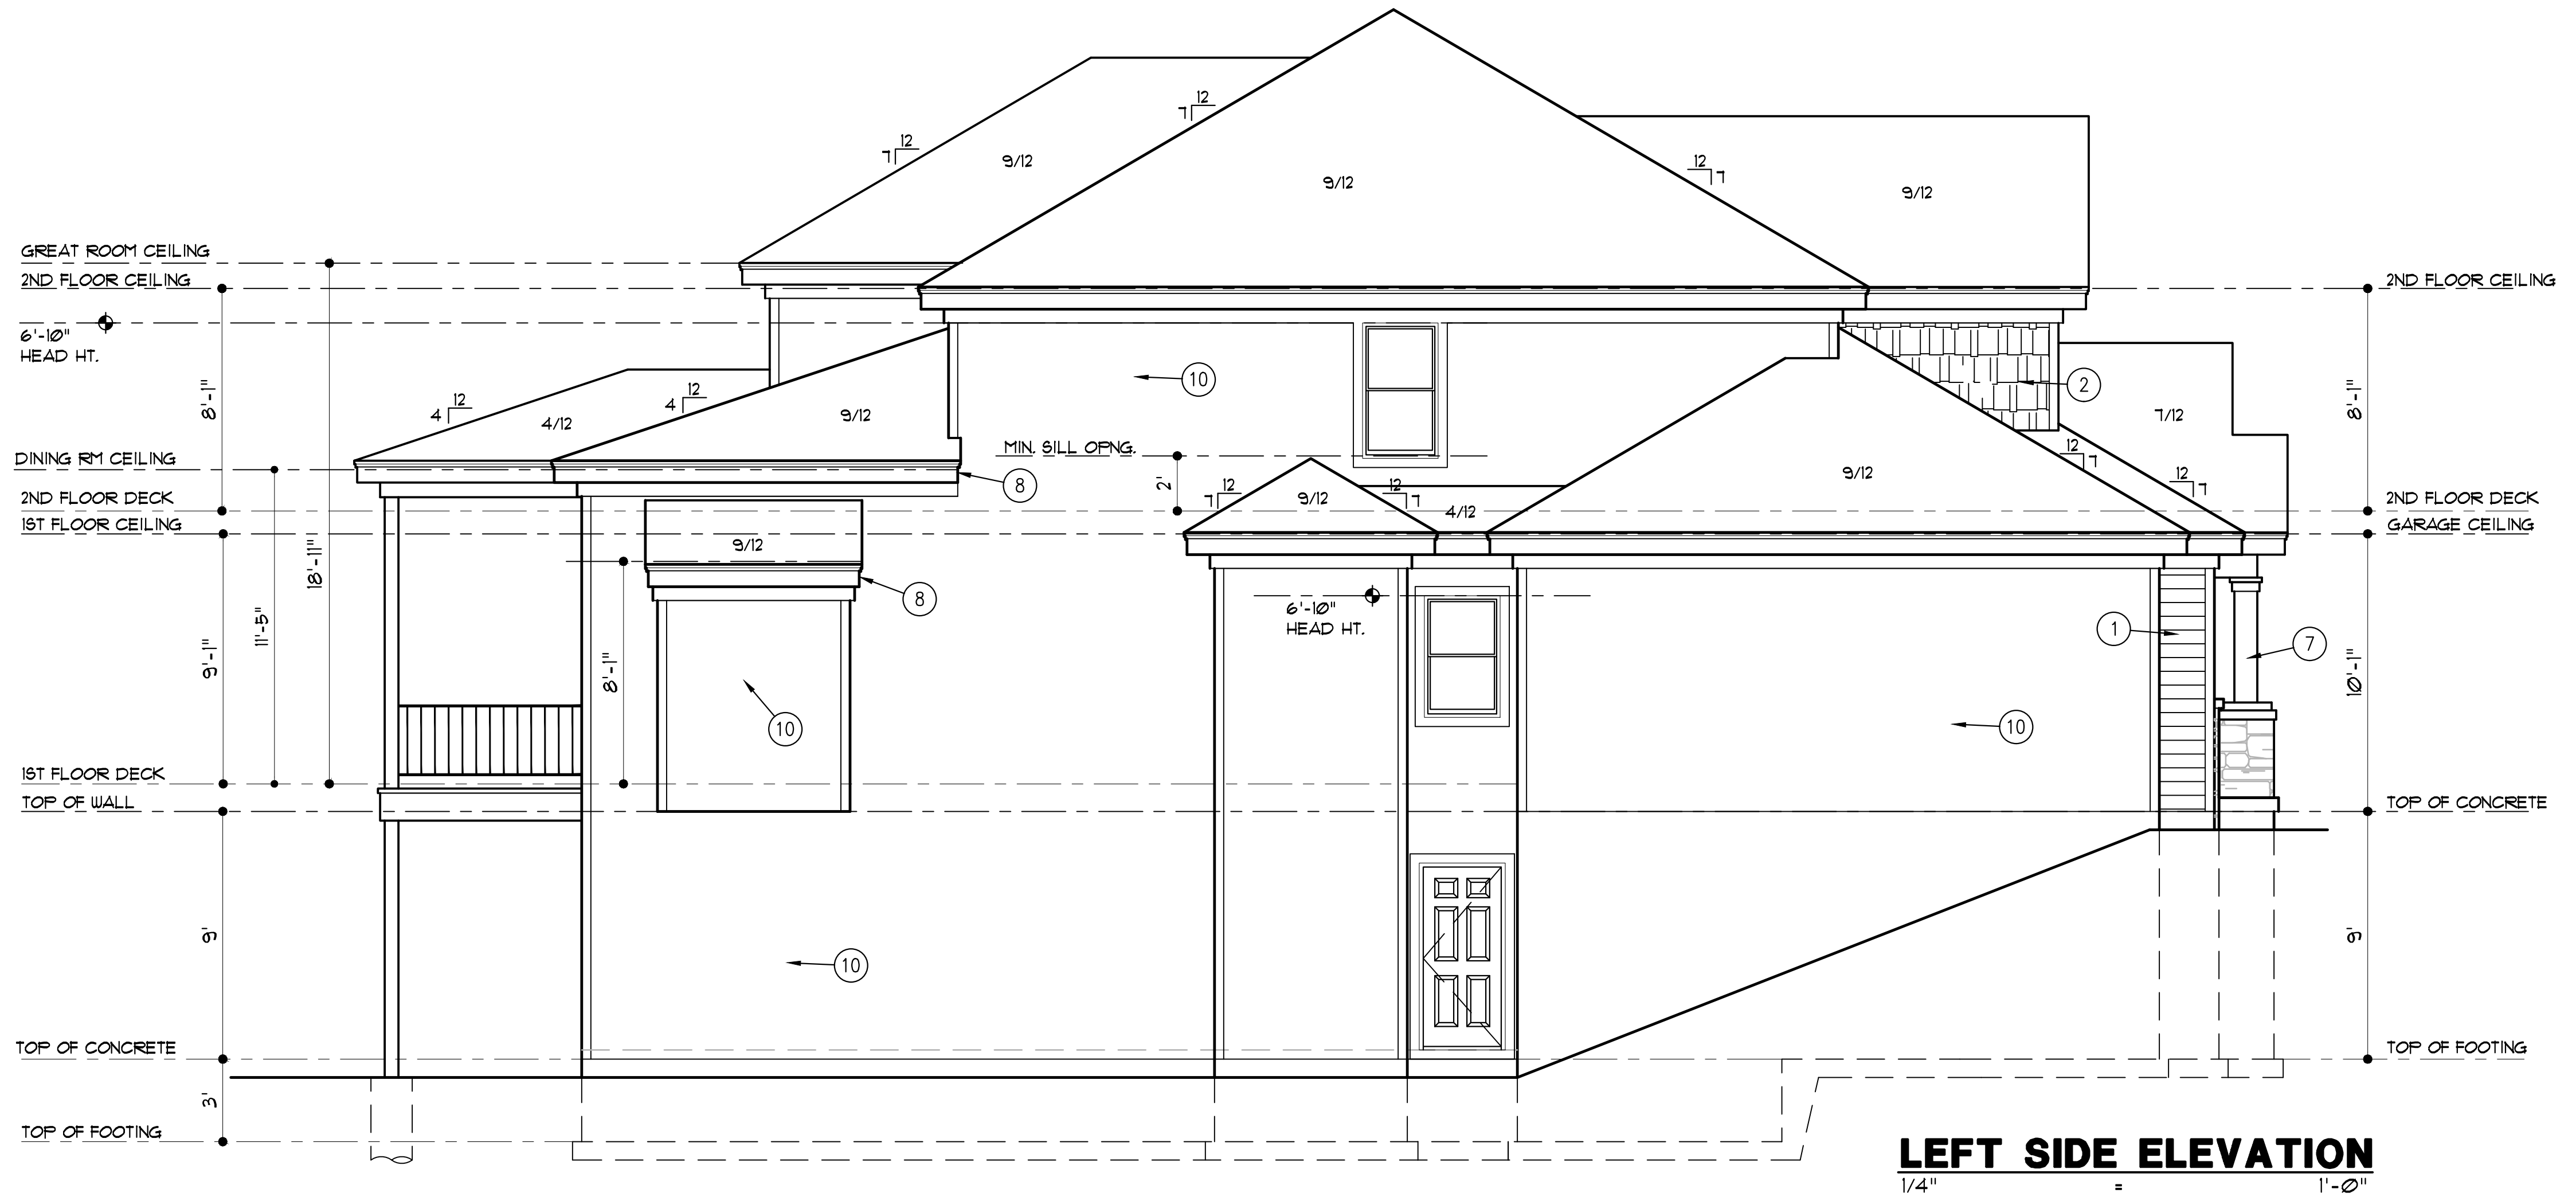 12
7
12
7
12
7
9/12
9/12
9/12
GREAT ROOM CEILING
2ND FLOOR CEILING
2ND FLOOR CEILING
6'-10"
HEAD HT.
10
2
8'-1"
8'-1"
12
4
12
4
4/12
9/12
7/12
MIN. SILL OPNG.
DINING RM CEILING
12
7
12
7
9/12
8
2'
12
7
9/12
12
7
4/12
2ND FLOOR DECK
2ND FLOOR DECK
1ST FLOOR CEILING
GARAGE CEILING
9/12
18'-11"
8
6'-10"
HEAD HT.
11'-5"
1
7
9'-1"
8'-1"
10'-1"
10
10
1ST FLOOR DECK
TOP OF WALL
TOP OF CONCRETE
9'
9'
10
TOP OF CONCRETE
TOP OF FOOTING
3'
TOP OF FOOTING
LEFT SIDE ELEVATION
1/4" = 1'-0"